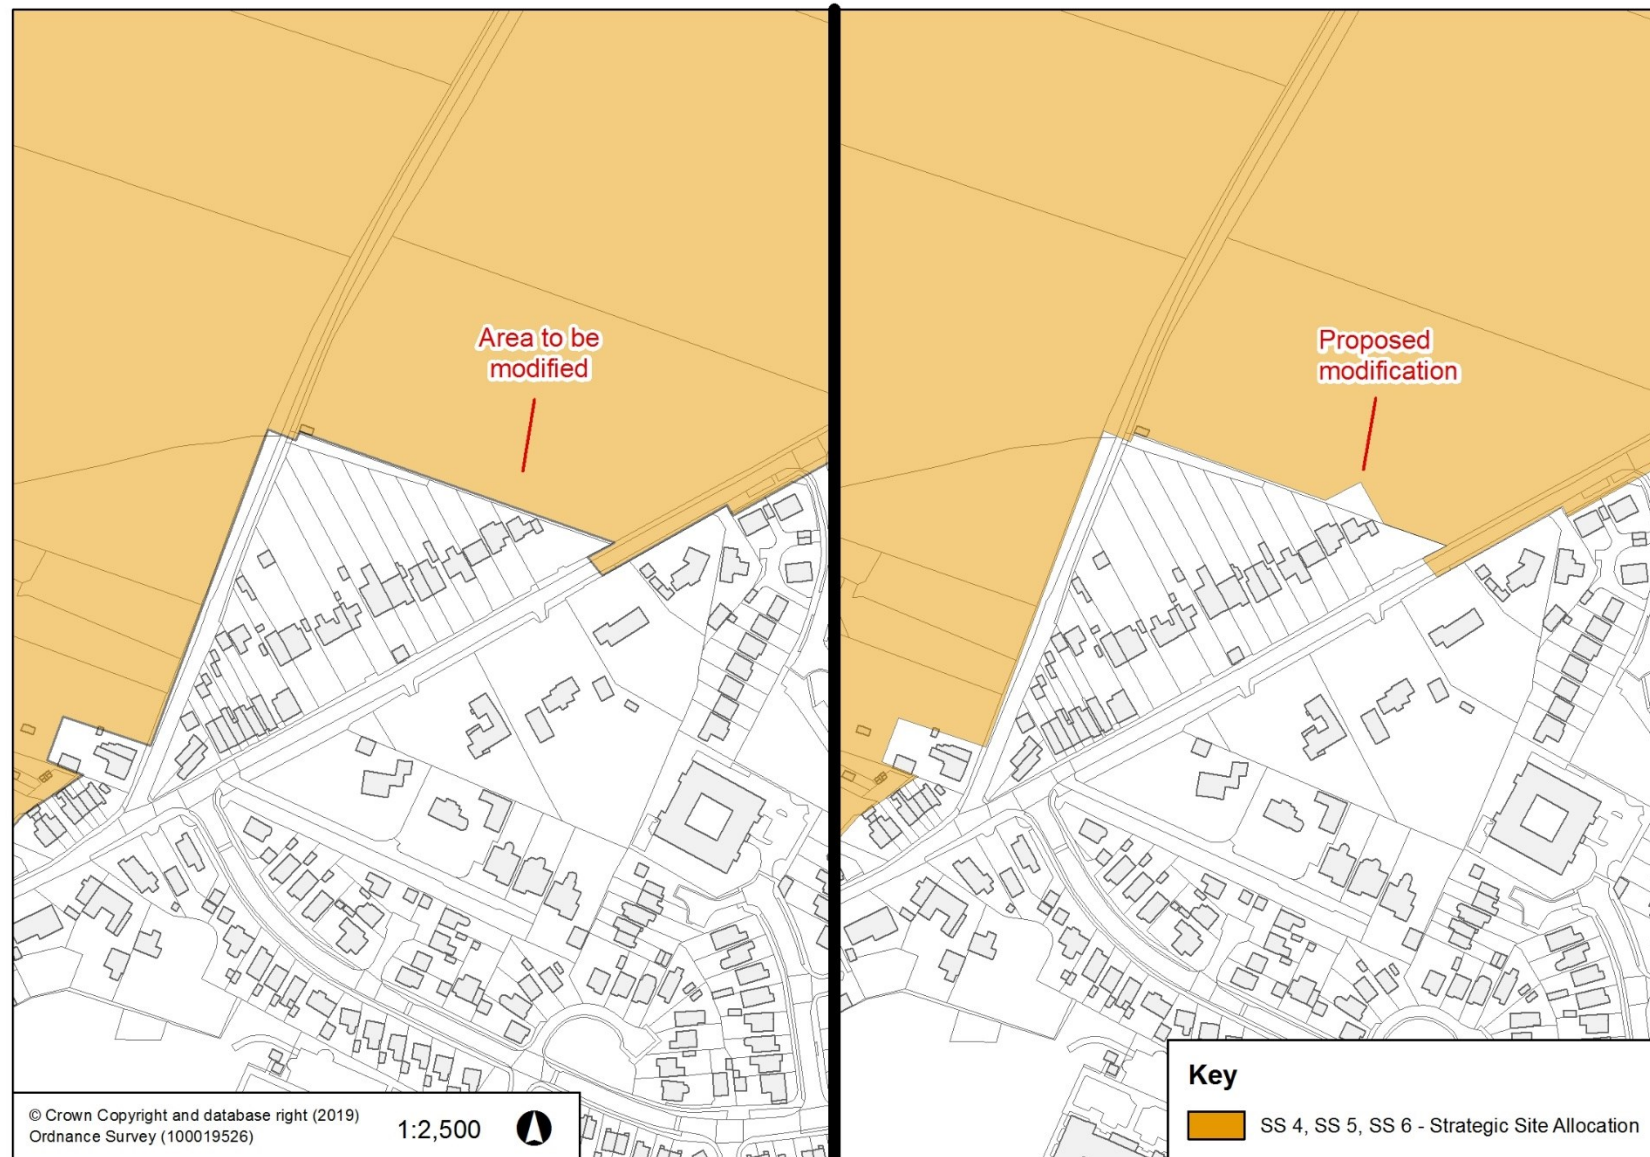 Area to be
modified
Proposed
modification
© Crown Copyright and database right (2019)
Ordnance Survey (100019526)
1:2,500
Key
SS 4, SS 5, SS 6 - Strategic Site Allocation